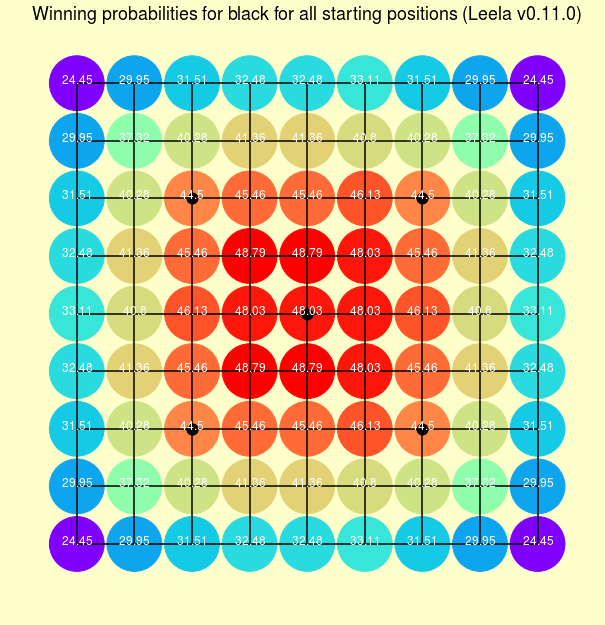 Winning probabilities for black for all starting positions (Leela v0.11.0)
24.45 29.95 31.51 32.48 32.48 33.11 31.51 29.95 24.45
29.95 37.32 40.28 41.36 41.36 40.8 40.28 37.32 29.95
31.51 40.28 44.5 45.46 45.46 46.13 44.5 40.28 31.51
32.48 41.36 45.46 48.79 48.79 48.03 45.46 41.36 32.48
33.11 40.8 46.13 48.03 48.03 48.03 46.13 40.8 33.11
32.48 41.36 45.46 48.79 48.79 48.03 45.46 41.36 32.48
31.51 40.28 44.5 45.46 45.46 46.13 44.5 40.28 31.51
29.95 37.32 40.28 41.36 41.36 40.8 40.28 37.32 29.95
24.45 29.95 31.51 32.48 32.48 33.11 31.51 29.95 24.45